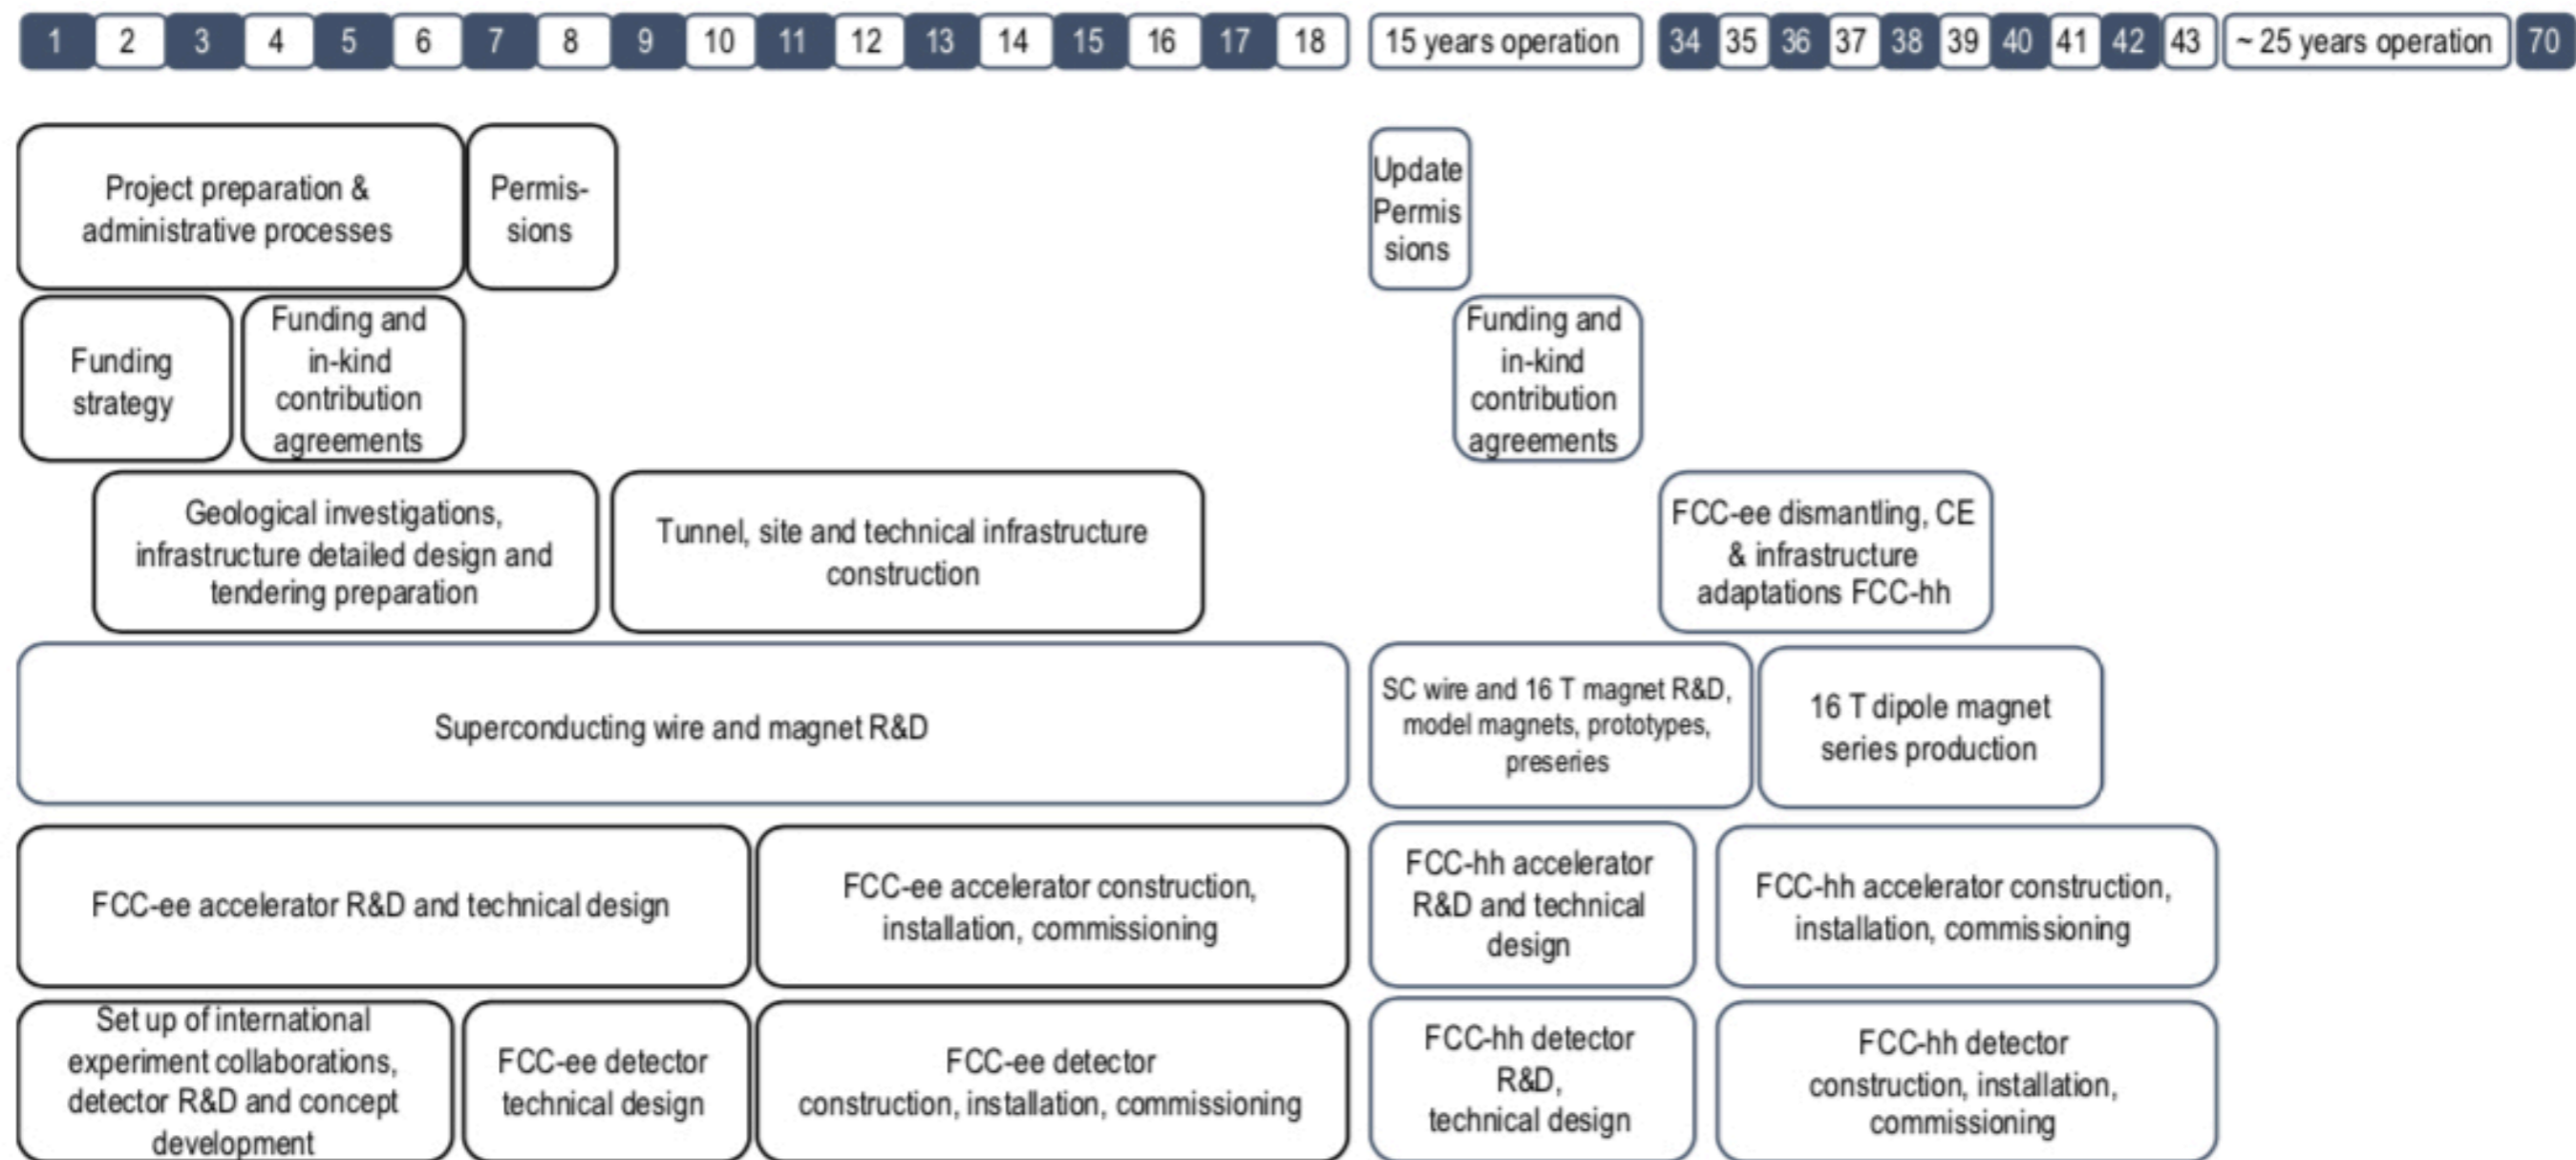 1 2 3 4 5 6 7 8 9 10 11 12 13 14 15 16 17 18 15 years operation 34 35 36 37 38 39 40 41 42 43 ~ 25 years operation 70
Project preparation &
administrative processes
Permis-
sions
Update
Permis
sions
Funding
strategy
Funding and
in-kind
contribution
agreements
Funding and
in-kind
contribution
agreements
Geological investigations,
infrastructure detailed design and
tendering preparation
Tunnel, site and technical infrastructure
construction
FCC-ee dismantling, CE
& infrastructure
adaptations FCC-hh
Superconducting wire and magnet R&D
SC wire and 16 T magnet R&D,
model magnets, prototypes,
preseries
16 T dipole magnet
series production
FCC-ee accelerator R&D and technical design
FCC-ee accelerator construction,
installation, commissioning
FCC-hh accelerator
R&D and technical
design
FCC-hh accelerator construction,
installation, commissioning
Set up of international
experiment collaborations,
detector R&D and concept
development
FCC-ee detector
technical design
FCC-ee detector
construction, installation, commissioning
FCC-hh detector
R&D,
technical design
FCC-hh detector
construction, installation,
commissioning